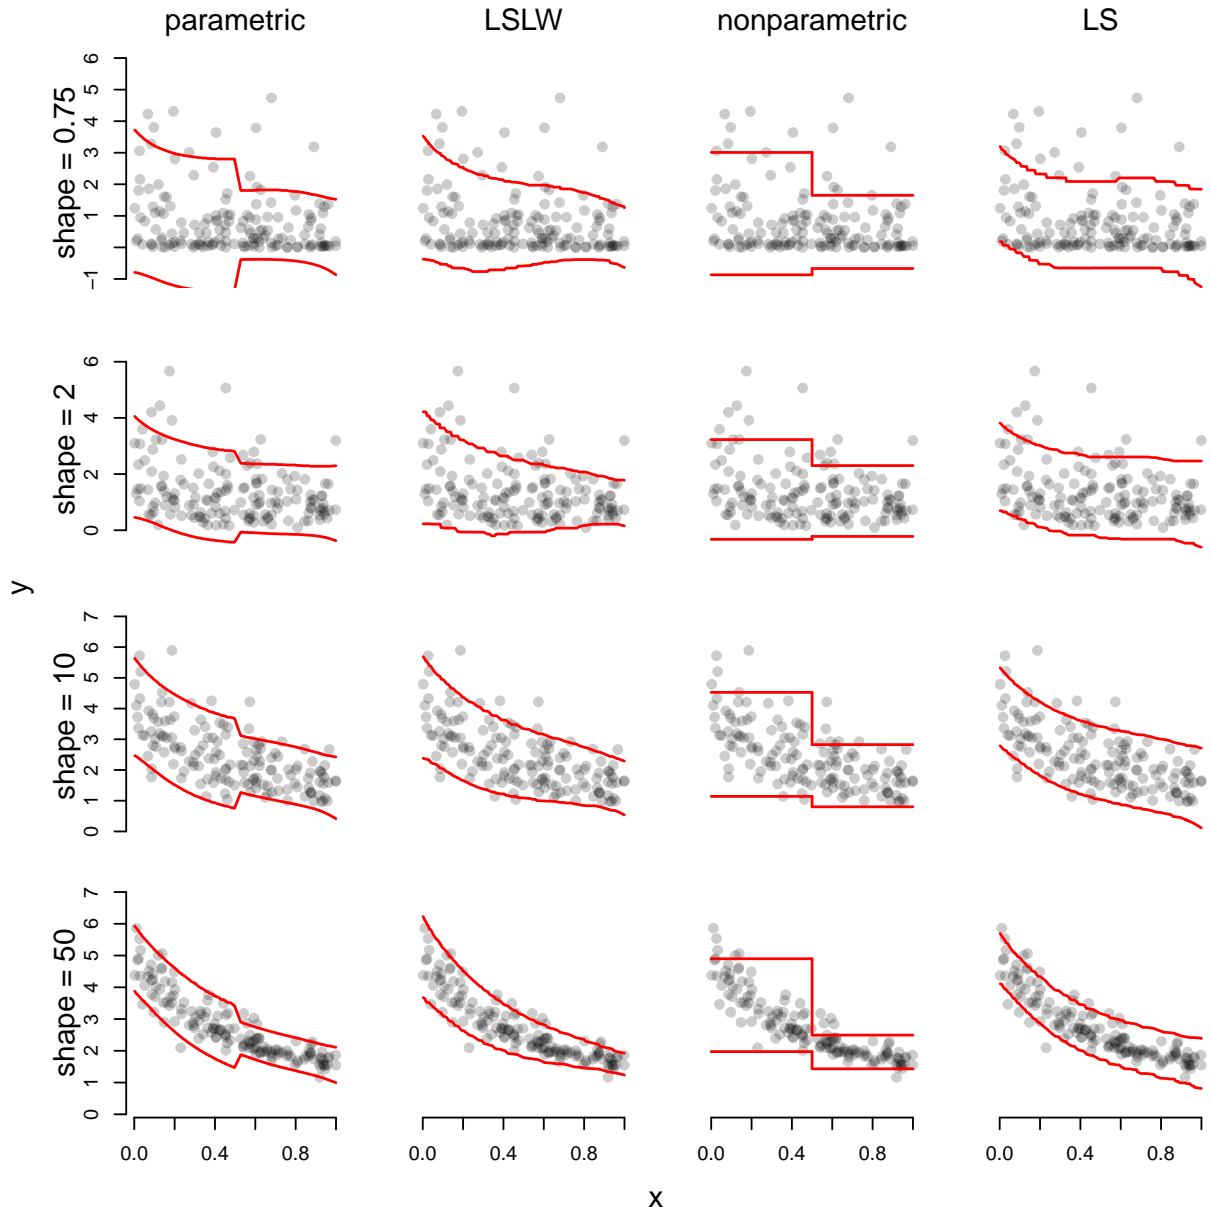 parametric LSLW nonparametric LS
shape = 0.75
−1 1 2 3 4 5 6
shape = 2
0 2 4 6
y
shape = 10
0 1 2 3 4 5 6 7
shape = 50
0 1 2 3 4 5 6 7
0.0 0.4 0.8 0.0 0.4 0.8 0.0 0.4 0.8 0.0 0.4 0.8
x